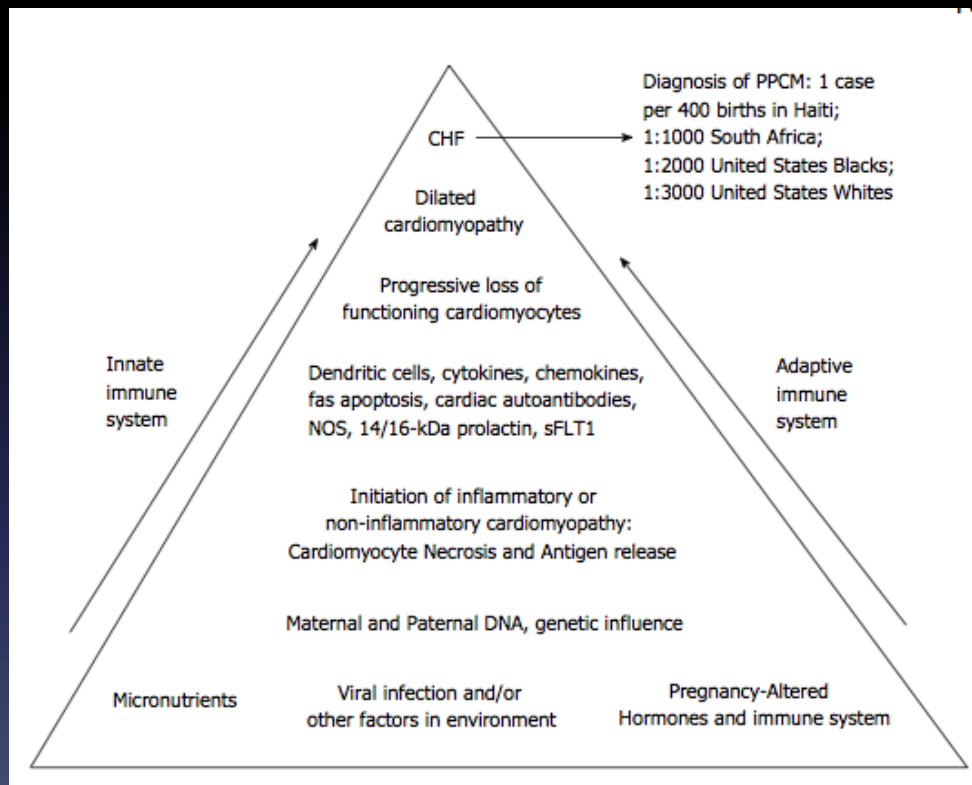 Diagnosis of PPCM: 1 case
per 400 births in Haiti;
1:1000 South Africa;
1:2000 United States Blacks;
1:3000 United States Whites
CHF
Dilated
cardiomyopathy
Progressive loss of
functioning cardiomyocytes
Innate
immune
system
Dendritic cells, cytokines, chemokines,
fas apoptosis, cardiac autoantibodies,
NOS, 14/16-kDa prolactin, sFLT1
Adaptive
immune
system
Initiation of inflammatory or
non-inflammatory cardiomyopathy:
Cardiomyocyte Necrosis and Antigen release
Maternal and Paternal DNA, genetic influence
Micronutrients
Viral infection and/or
other factors in environment
Pregnancy-Altered
Hormones and immune system